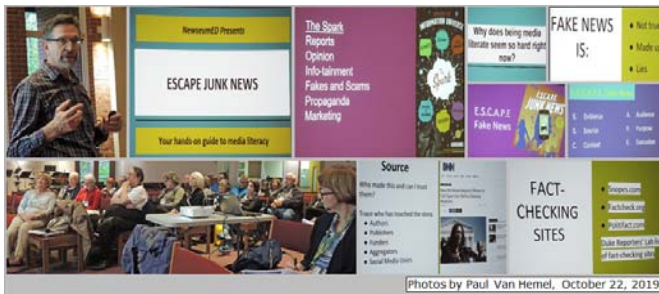 NewseumED Presents
ESCAPE JUNK NEWS
Your hands-on guide to media literacy
The Spark
Reports
Opinion
Info-tainment
Fakes and Scams
Propaganda
Marketing
Spark
Why does being media
literate seem so hard right
now?
FAKE NEWS
IS:
Not true
Made u
Lies
E.S.C.A.P.E
Fake News
ESCAPE
JUNK NEWS
E. Evidence
S. Source
C. Context
A. Audience
P. Purpose
E. Execution
Source
Who made this and can I trust
them?
Trace who has touched the story.
Authors
Publishers
Funders
Aggregators
Social Media Users
FACT-
CHECKING
SITES
Snopes.com
Factcheck.org
Politifact.com
Duke Reporters' Lab
of fact-checking sites
Photos by Paul Van Hemel, October 22, 2019